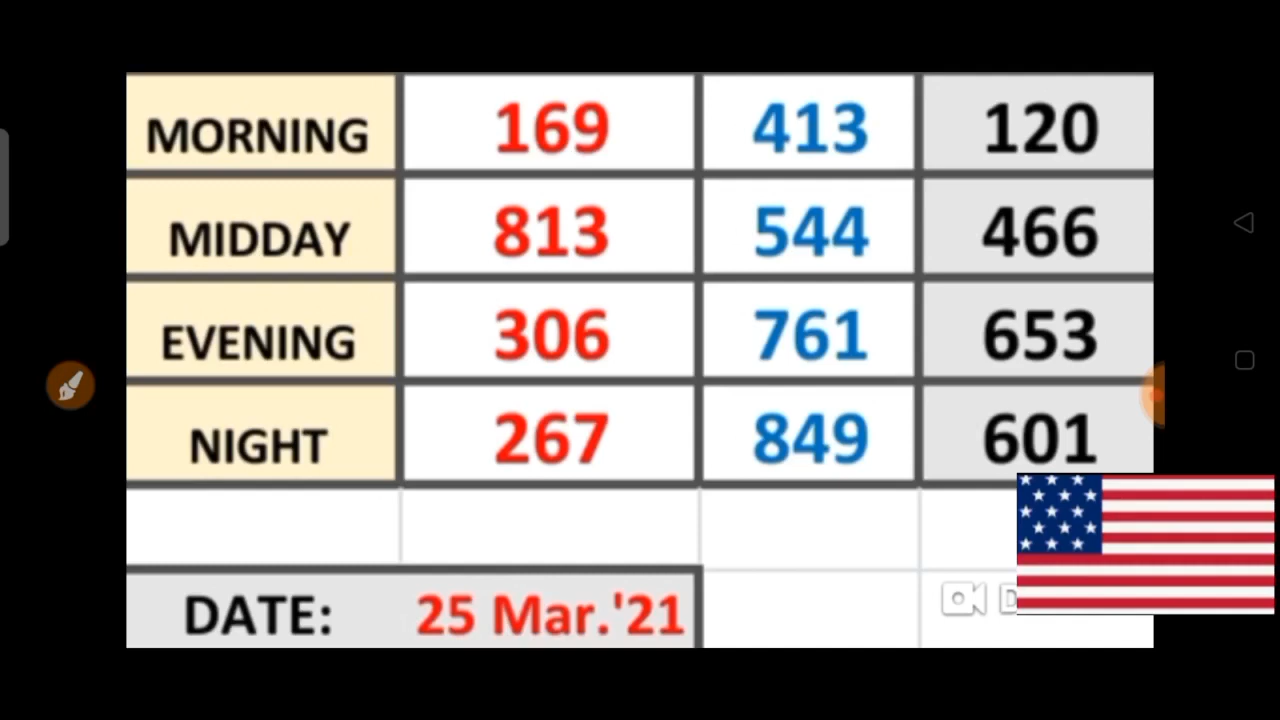 MORNING 169 413 120
MIDDAY 813 544 466
EVENING 306 761 653
NIGHT 267 849 601
DATE: 25 Mar.'21